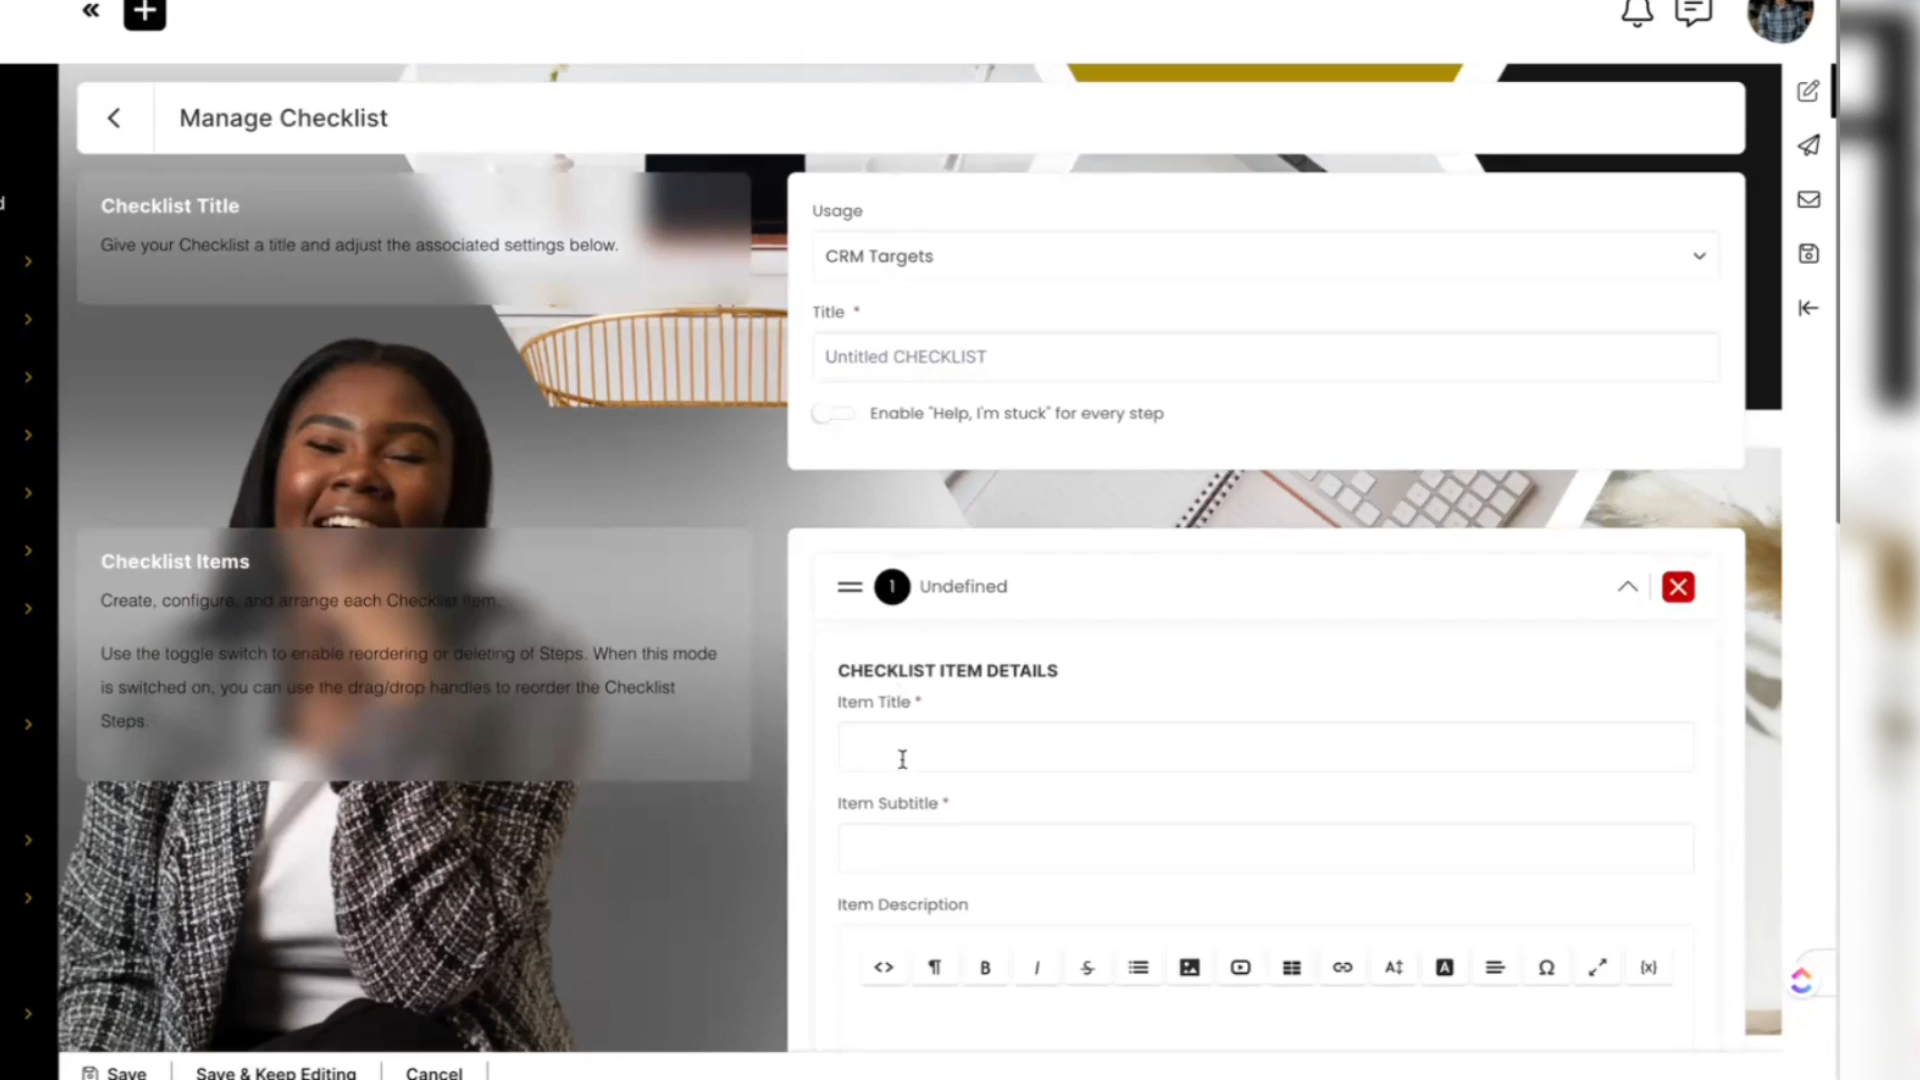 Manage Checklist
Checklist Title
Give your Checklist a title and adjust the associated settings below.
Usage
CRM Targets
Title *
Untitled CHECKLIST
Enable "Help, I'm stuck" for every step
Checklist Items
Create, configure, and arrange each Checklist Item.
Use the toggle switch to enable reordering or deleting of Steps. When this mode
is switched on, you can use the drag/drop handles to reorder the Checklist
Steps.
1 Undefined
CHECKLIST ITEM DETAILS
Item Title *
Item Subtitle *
Item Description
Save
Save & Keep Editing
Cancel